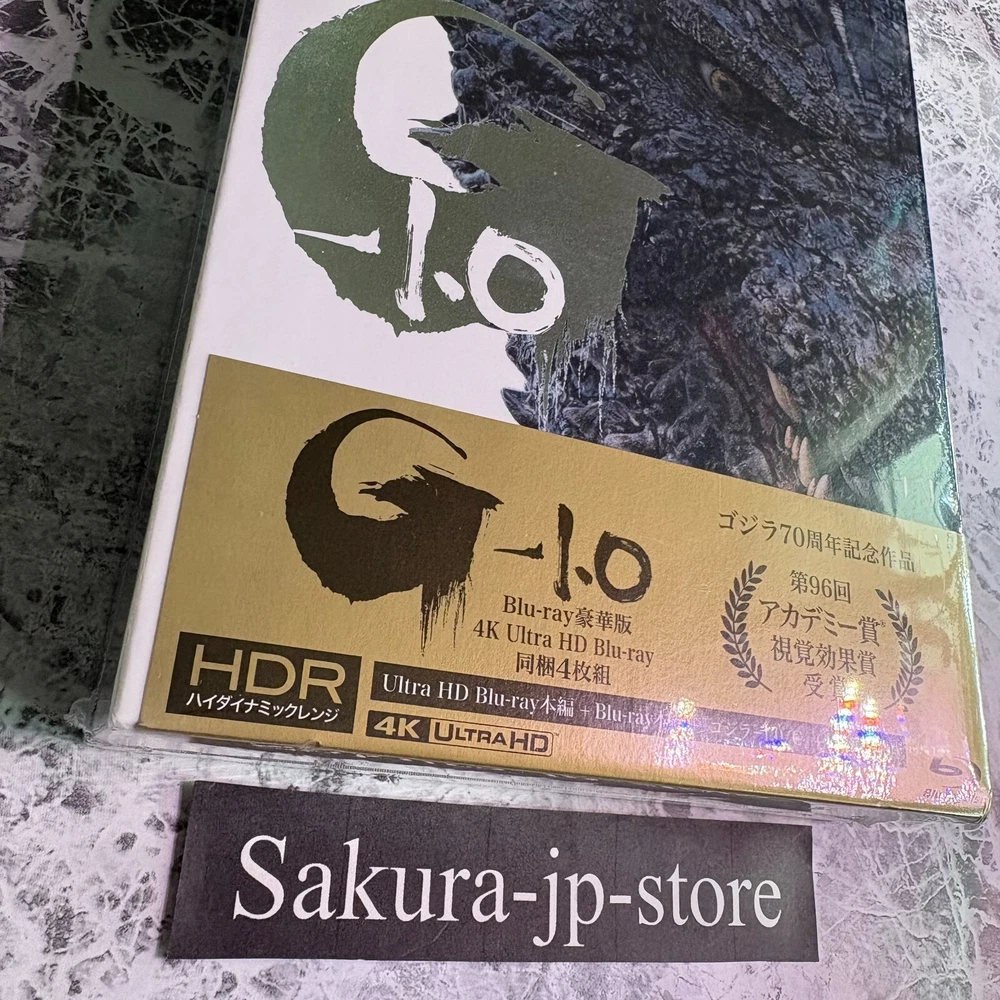 G
-1.0
G-1.0
Blu-ray豪華版
4K Ultra HD Blu-ray
同梱4枚組
ゴジラ70周年記念作品
第96回
アカデミー賞®
視覚効果賞
受賞
HDR
ハイダイナミックレンジ
Ultra HD Blu-ray本編 + Blu-ray
4K ULTRA HD
Sakura-jp-store